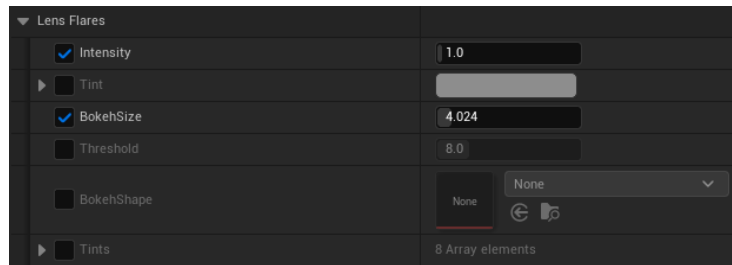 Lens Flares
Intensity 1.0
Tint
BokehSize 4.024
Threshold 8.0
BokehShape None None
Tints 8 Array elements